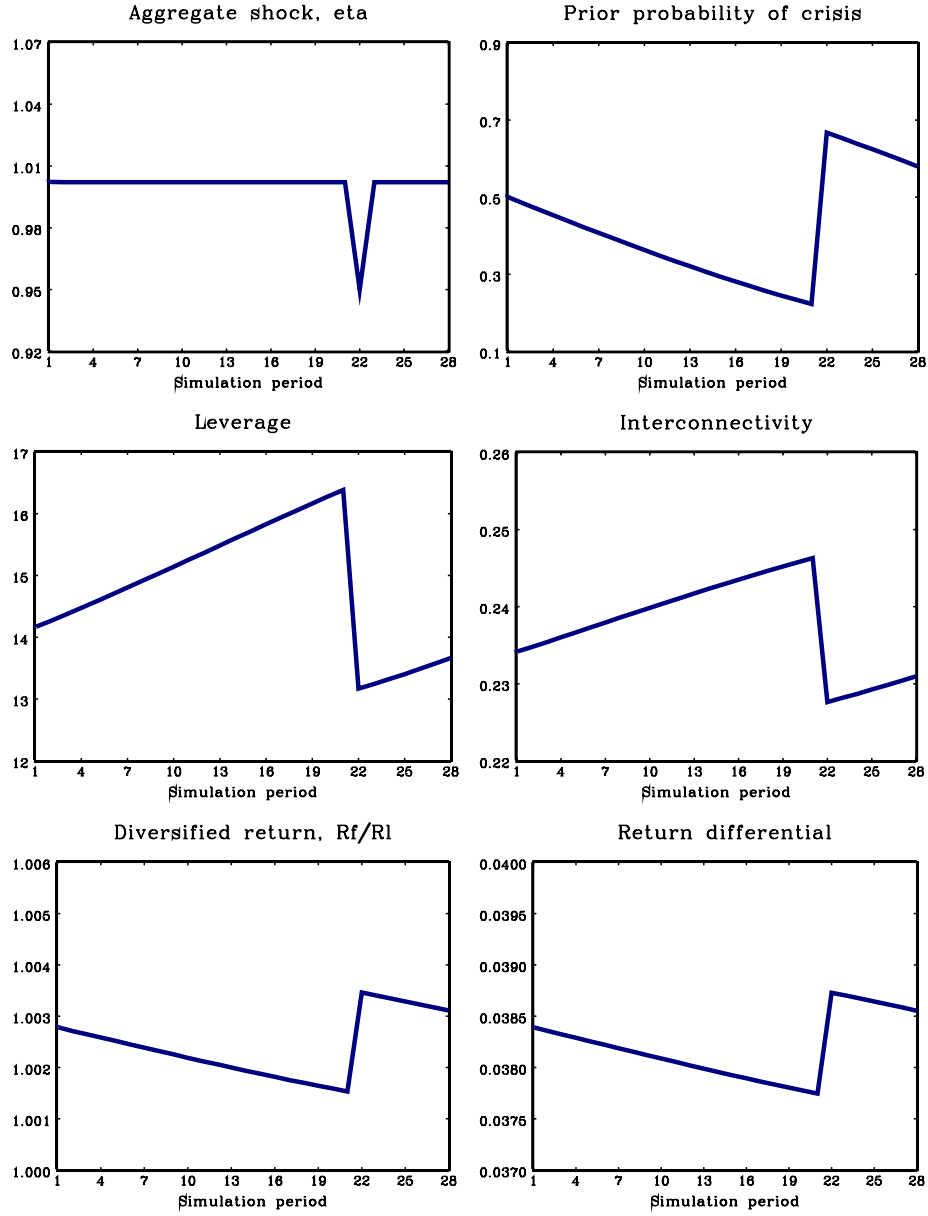 Aggregate shock, eta
1.07
1.04
1.01
0.98
0.95
0.92
1 4 7 10 13 16 19 22 25 28
Simulation period
Prior probability of crisis
0.9
0.7
0.5
0.3
0.1
1 4 7 10 13 16 19 22 25 28
Simulation period
Leverage
17
16
15
14
13
12
1 4 7 10 13 16 19 22 25 28
Simulation period
Interconnectivity
0.26
0.25
0.24
0.23
0.22
1 4 7 10 13 16 19 22 25 28
Simulation period
Diversified return, Rf/Rl
1.006
1.005
1.004
1.003
1.002
1.001
1.000
1 4 7 10 13 16 19 22 25 28
Simulation period
Return differential
0.0400
0.0395
0.0390
0.0385
0.0380
0.0375
0.0370
1 4 7 10 13 16 19 22 25 28
Simulation period